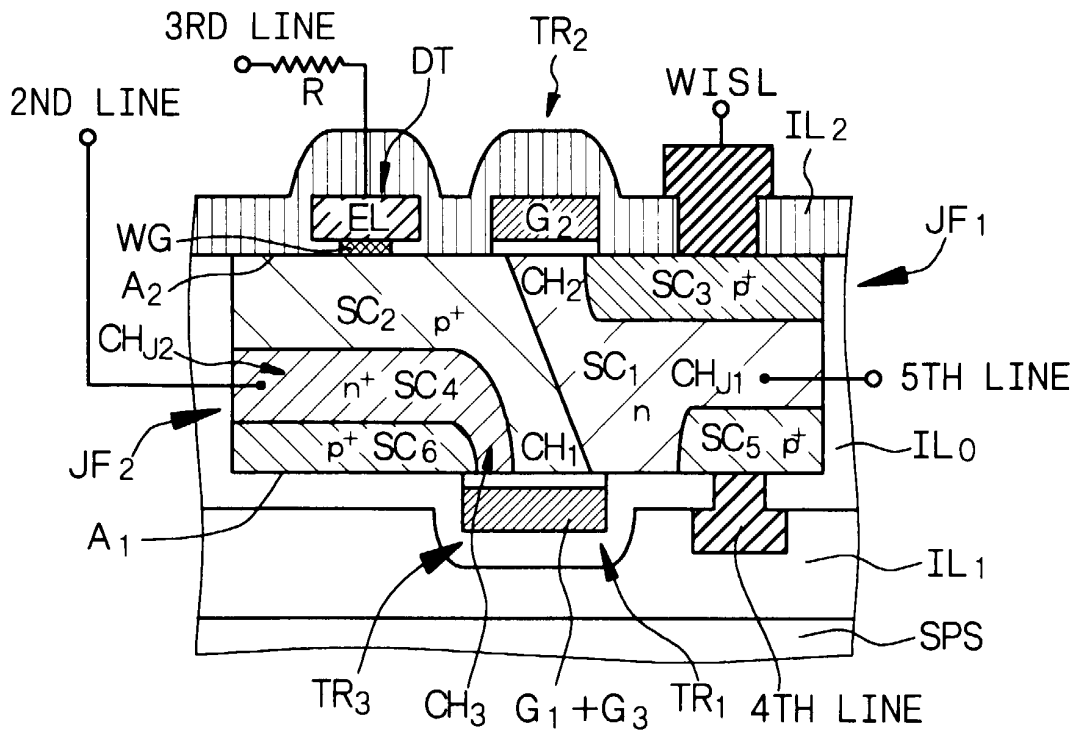 3RD LINE
TR2
DT
R
WISL
2ND LINE
IL2
EL
G2
WG
JF1
A2
CH2
SC3 p+
SC2 p+
CHJ2
SC1
CHJ1
5TH LINE
n+ SC4
n
p+ SC6
CH1
SC5 p+
IL0
JF2
A1
IL1
SPS
TR3
CH3
G1+G3
TR1
4TH LINE